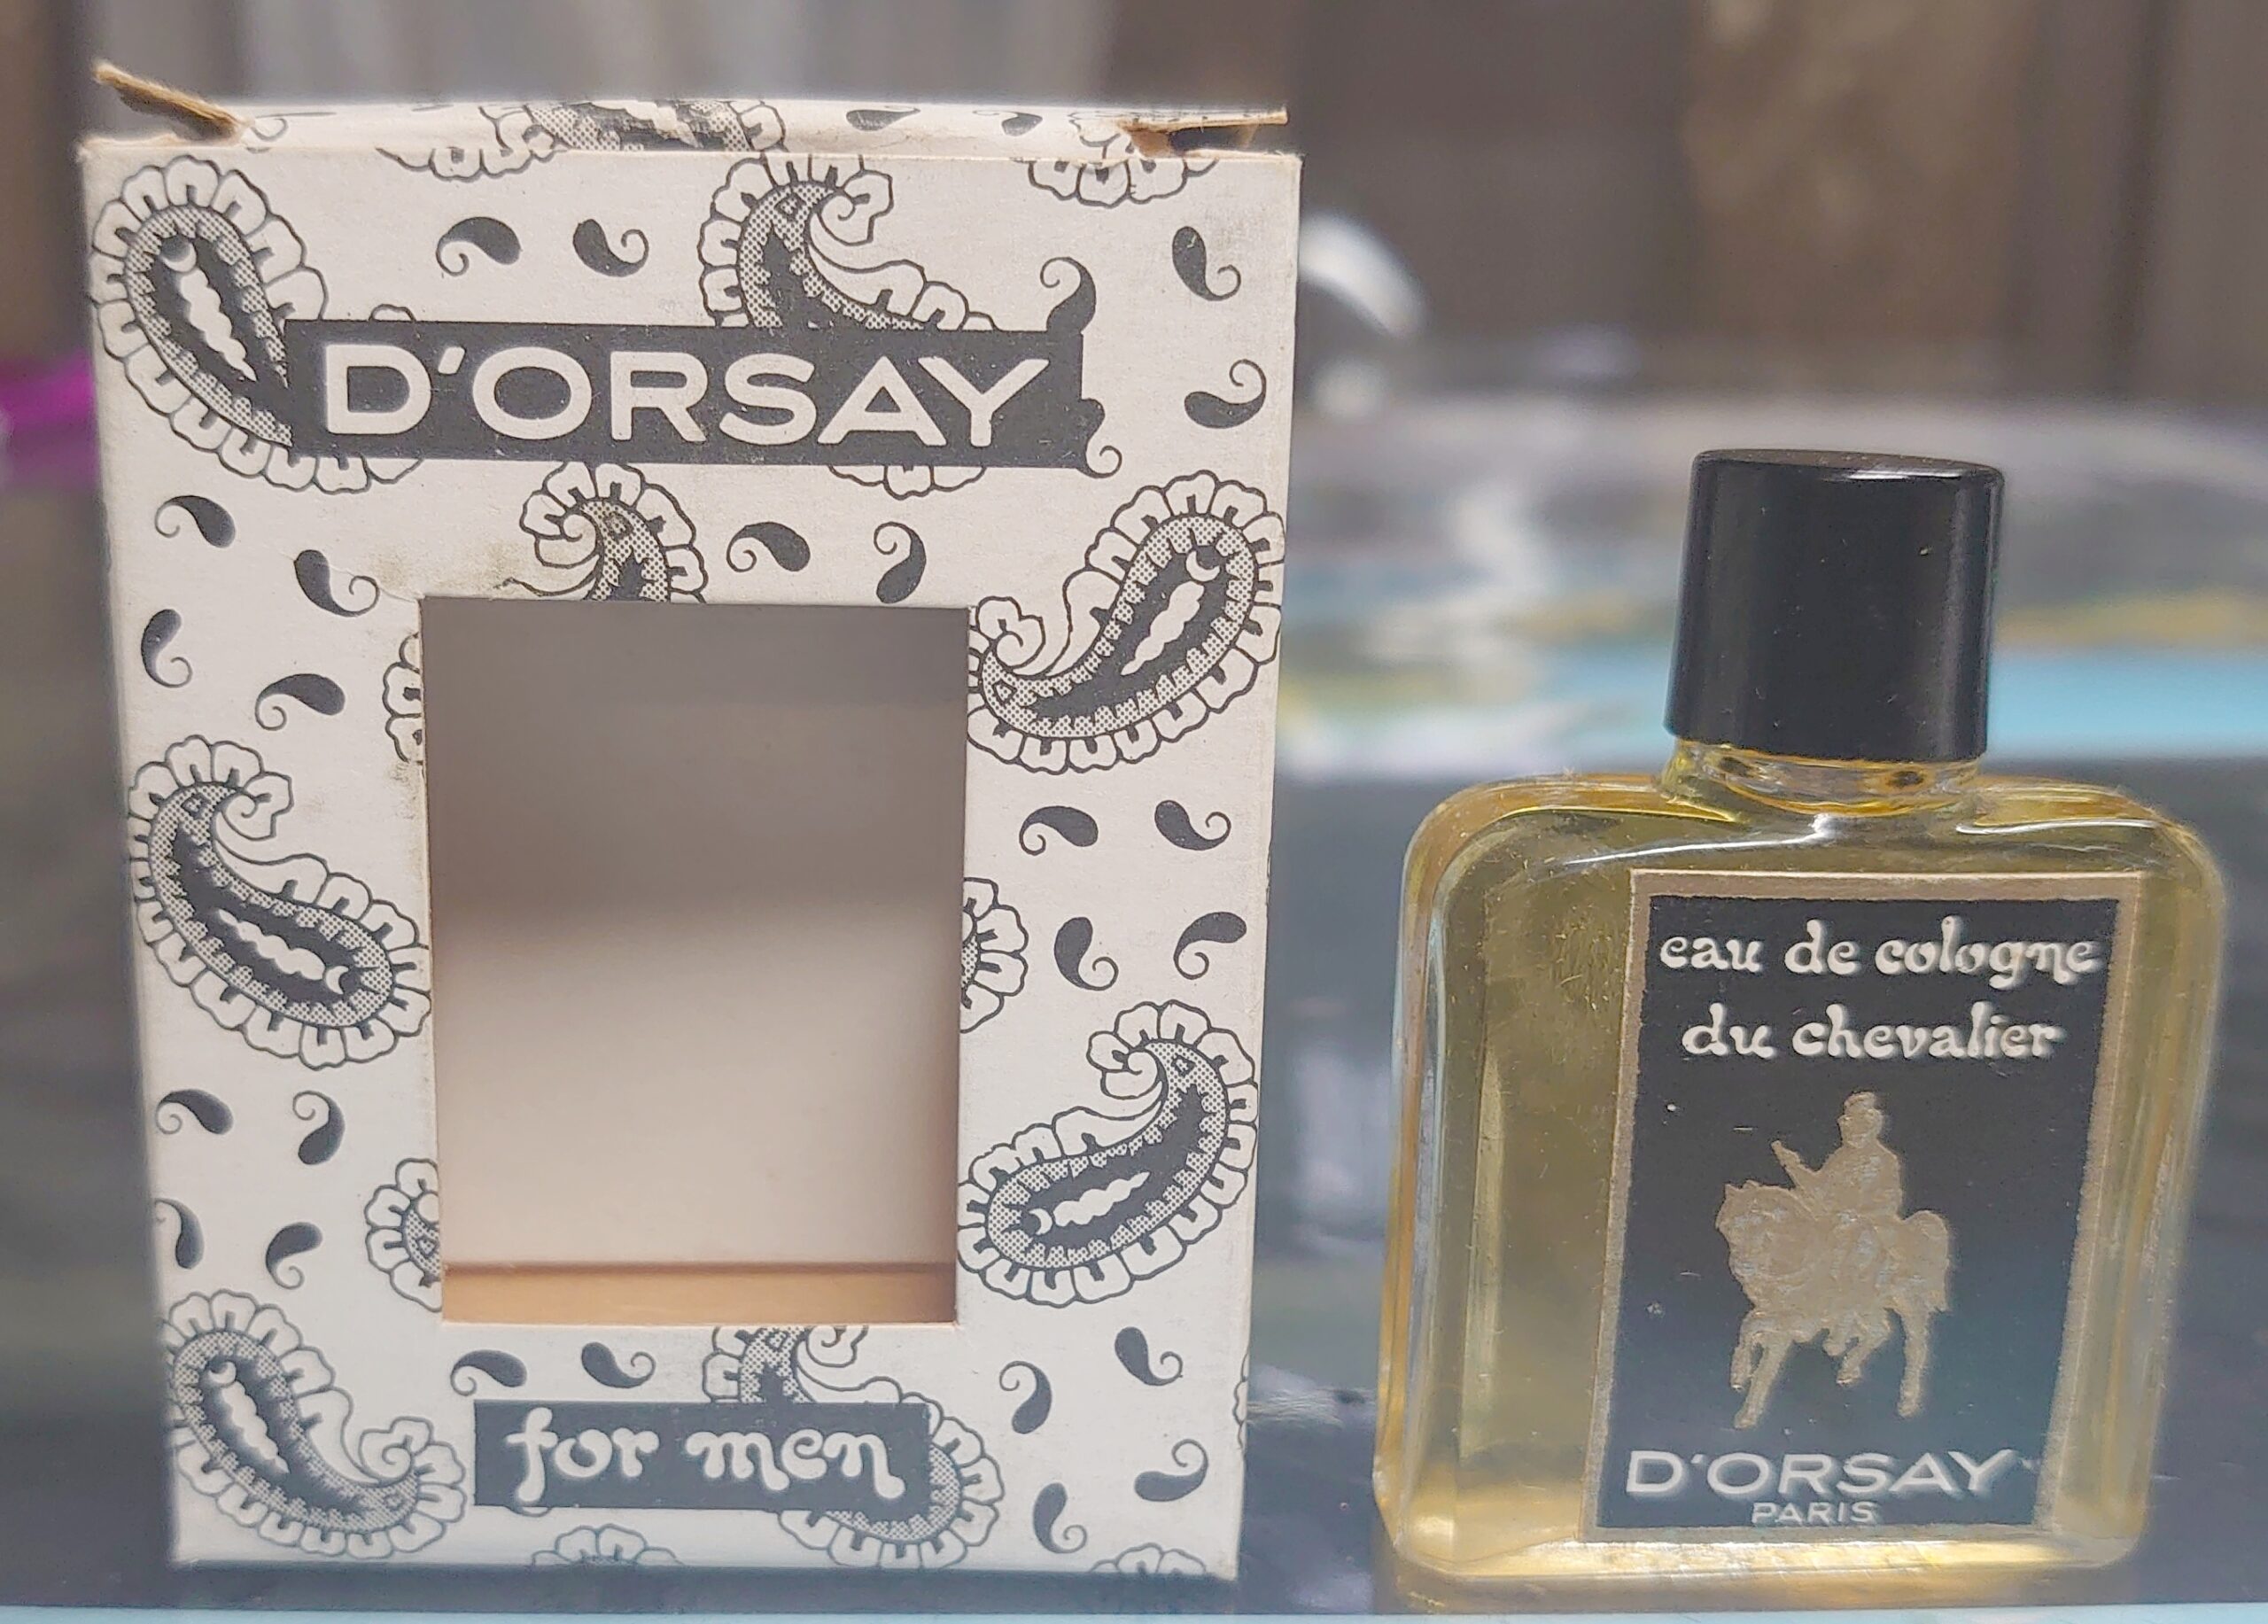 D'ORSAY
for men
eau de cologne
du chevalier
D'ORSAY
PARIS